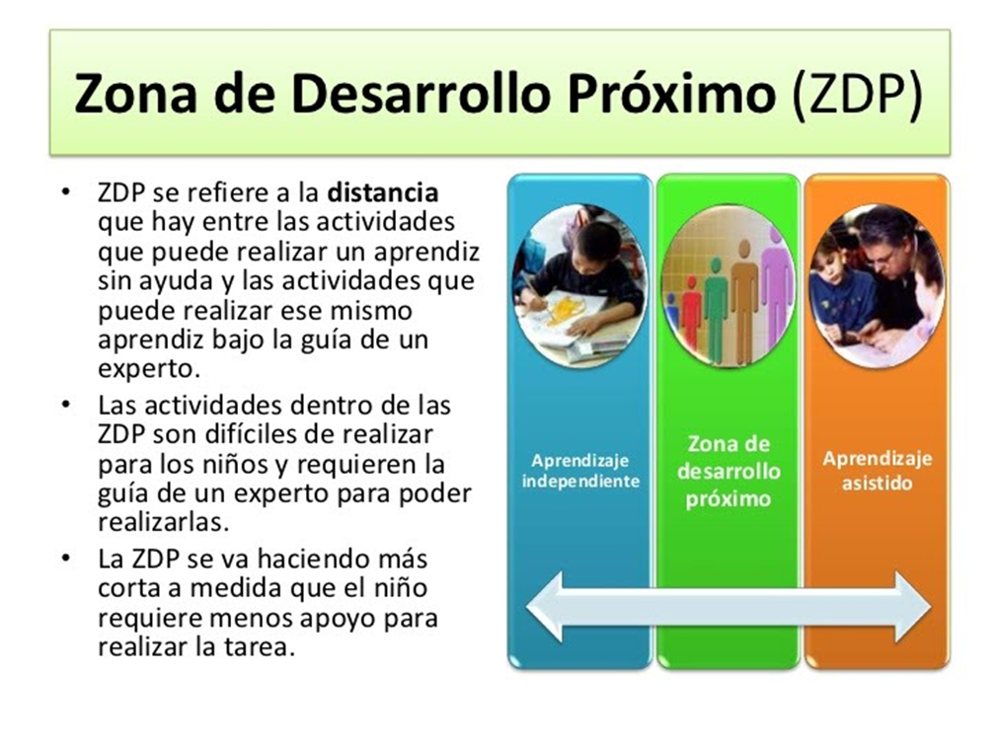 Zona de Desarrollo Próximo (ZDP)
• ZDP se refiere a la distancia
que hay entre las actividades
que puede realizar un aprendiz
sin ayuda y las actividades que
puede realizar ese mismo
aprendiz bajo la guía de un
experto.
• Las actividades dentro de las
ZDP son difíciles de realizar
para los niños y requieren la
guía de un experto para poder
realizarlas.
• La ZDP se va haciendo más
corta a medida que el niño
requiere menos apoyo para
realizar la tarea.
Aprendizaje
independiente
Zona de
desarrollo
próximo
Aprendizaje
asistido